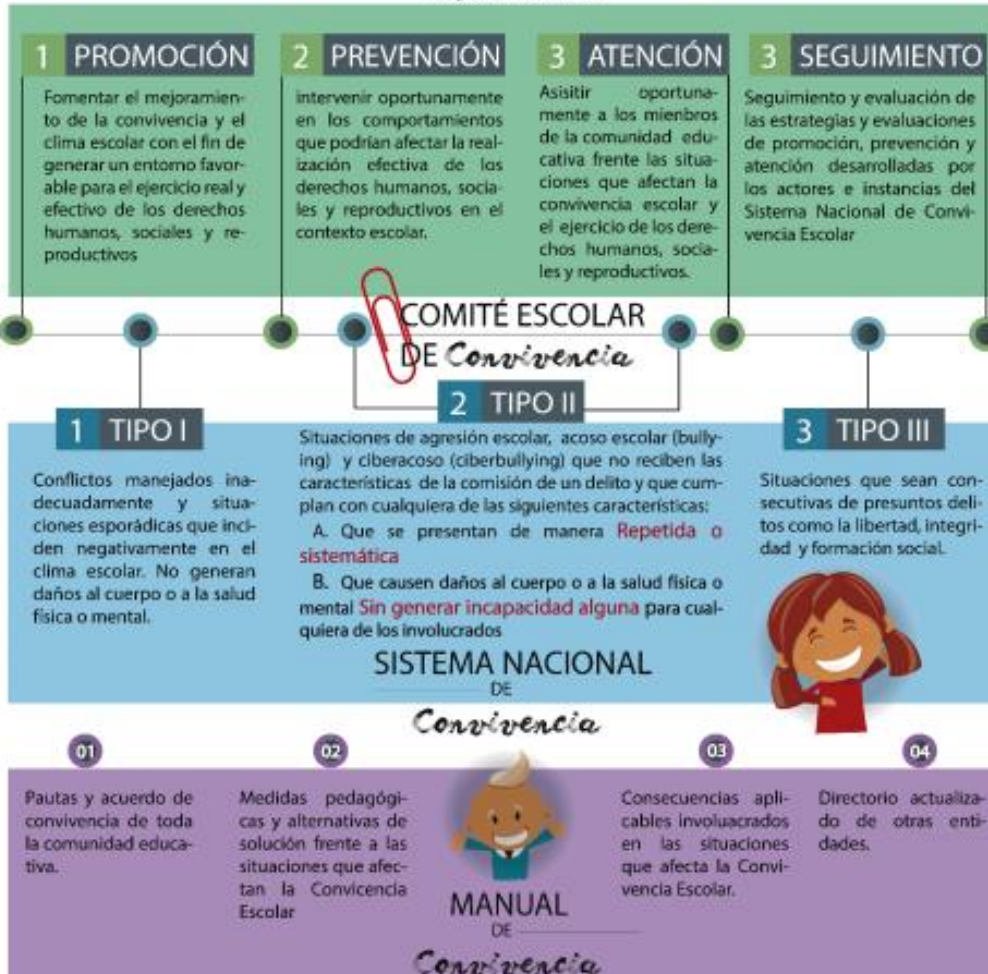 1 PROMOCIÓN
Fomentar el mejoramien-
to de la convivencia y el
clima escolar con el fin de
generar un entorno favor-
able para el ejercicio real y
efectivo de los derechos
humanos, sociales y re-
productivos
2 PREVENCIÓN
intervenir oportunamente
en los comportamientos
que podrían afectar la real-
ización efectiva de los
derechos humanos, socia-
les y reproductivos en el
contexto escolar.
3 ATENCIÓN
Asisitir oportuna-
mente a los mienbros
de la comunidad edu-
cativa frente las situa-
ciones que afectan la
convivencia escolar y
el ejercicio de los dere-
chos humanos, socia-
les y reproductivos.
3 SEGUIMIENTO
Seguimiento y evaluación de
las estrategias y evaluaciones
de promoción, prevención y
atención desarrolladas por
los actores e instancias del
Sistema Nacional de Convi-
vencia Escolar
COMITÉ ESCOLAR
DE Convivencia
1 TIPO I
Conflictos manejados ina-
decuadamente y situa-
ciones esporádicas que inci-
den negativamente en el
clima escolar. No generan
daños al cuerpo o a la salud
física o mental.
2 TIPO II
Situaciones de agresión escolar, acoso escolar (bully-
ing) y ciberacoso (ciberbullying) que no reciben las
características de la comisión de un delito y que cum-
plan con cualquiera de las siguientes características:
A. Que se presentan de manera Repetida o
sistemática
B. Que causen daños al cuerpo o a la salud física o
mental Sin generar incapacidad alguna para cual-
quiera de los involucrados
3 TIPO III
Situaciones que sean con-
secutivas de presuntos deli-
tos como la libertad, integri-
dad y formación social.
SISTEMA NACIONAL
DE
Convivencia
01
Pautas y acuerdo de
convivencia de toda
la comunidad educa-
tiva.
02
Medidas pedagógi-
cas y alternativas de
solución frente a las
situaciones que afec-
tan la Convicencia
Escolar
03
Consecuencias apli-
cables involuacrados
en las situaciones
que afecta la Convi-
vencia Escolar.
04
Directorio actualiza-
do de otras enti-
dades.
MANUAL
DE
Convivencia